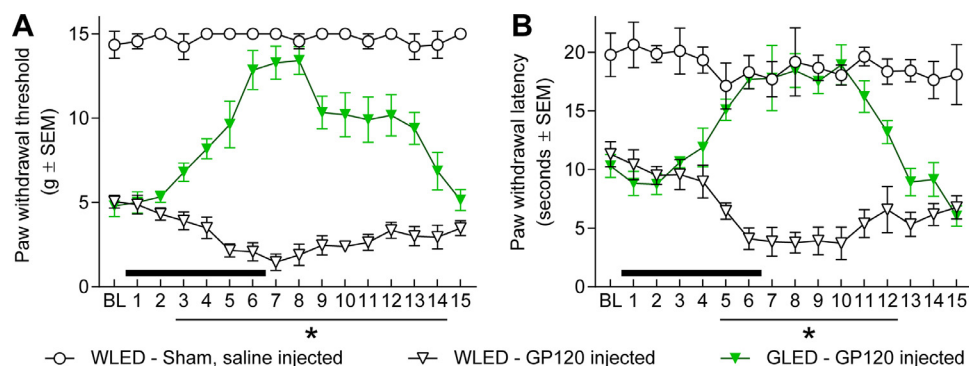 A
Paw withdrawal threshold
(g ± SEM)
15
10
5
0
BL 1 2 3 4 5 6 7 8 9 10 11 12 13 14 15
*
B
Paw withdrawal latency
(seconds ± SEM)
20
15
10
5
0
BL 1 2 3 4 5 6 7 8 9 10 11 12 13 14 15
*
WLED - Sham, saline injected
WLED - GP120 injected
GLED - GP120 injected